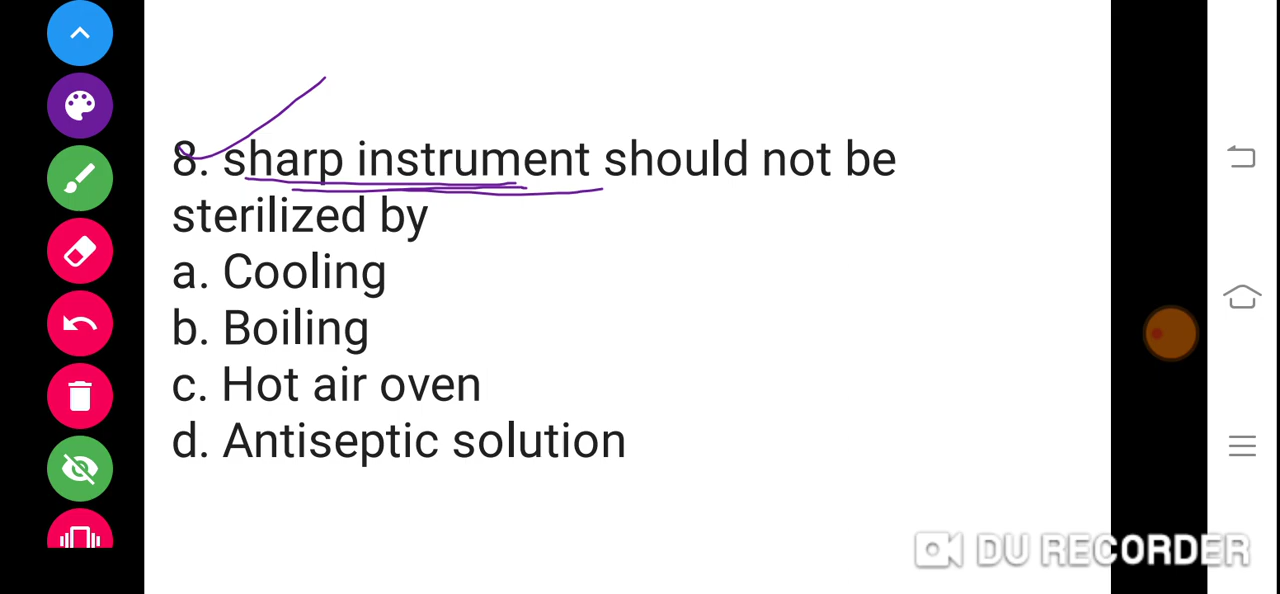 8. sharp instrument should not be
sterilized by
a. Cooling
b. Boiling
c. Hot air oven
d. Antiseptic solution
DU RECORDER